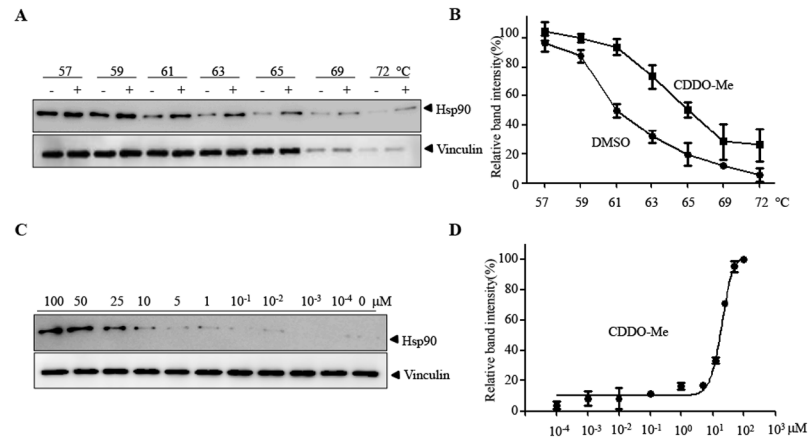 A
57 59 61 63 65 69 72 °C
- + - + - + - + - + - + - +
Hsp90
Vinculin
B
Relative band intensity(%)
100
80
60
40
20
0
CDDO-Me
DMSO
57 59 61 63 65 69 72 °C
C
100 50 25 10 5 1 10⁻¹ 10⁻² 10⁻³ 10⁻⁴ 0 μM
Hsp90
Vinculin
D
Relative band intensity(%)
100
80
60
40
20
0
CDDO-Me
10⁻⁴ 10⁻³ 10⁻² 10⁻¹ 10⁰ 10¹ 10² 10³ μM